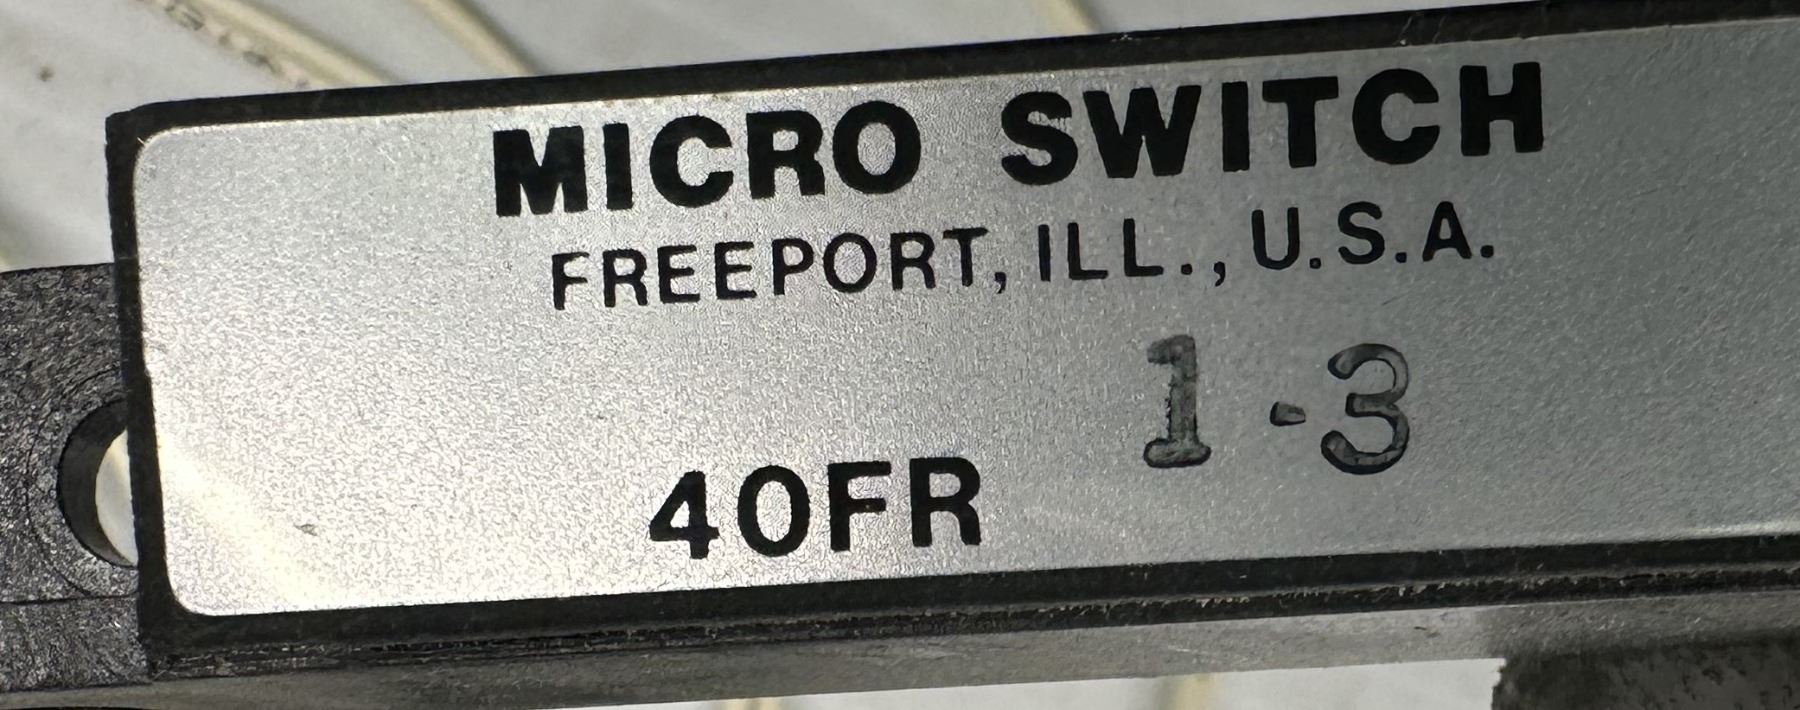 MICRO SWITCH
FREEPORT, ILL., U.S.A.
40FR 1-3